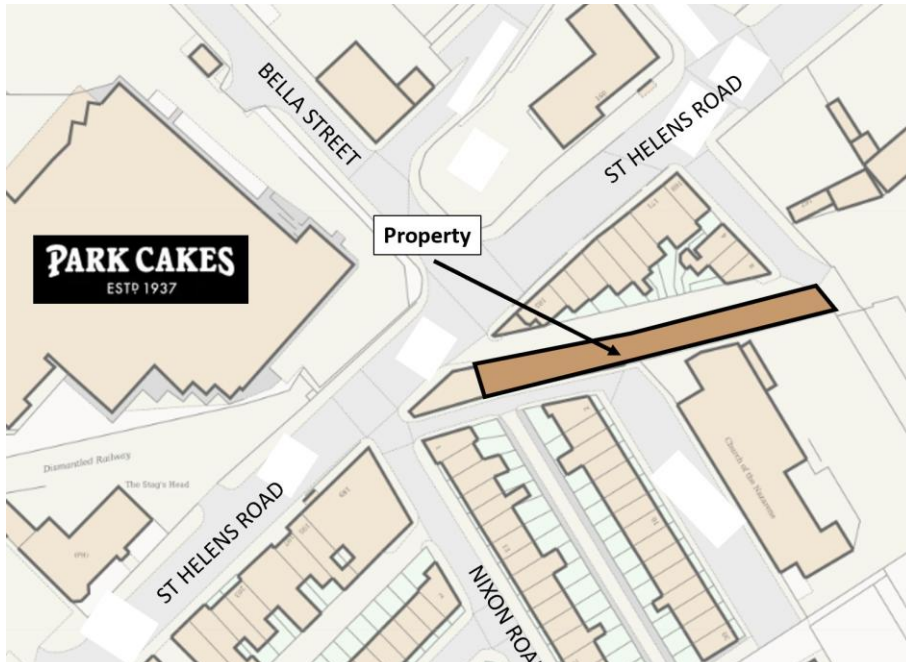 BELLA STREET
ST HELENS ROAD
Property
PARK CAKES
ESTD 1937
Dismantled Railway
The Stag's Head
Church of the Nazarene
ST HELENS ROAD
NIXON ROAD